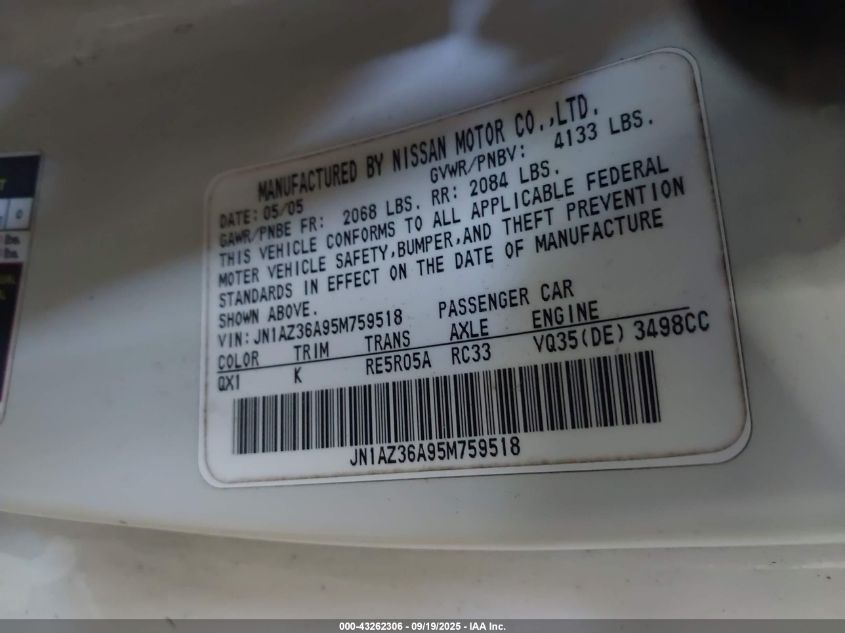 MANUFACTURED BY NISSAN MOTOR CO.,LTD.
DATE: 05/05 GVWR/PNBV: 4133 LBS.
GAWR/PNBE FR: 2068 LBS. RR: 2084 LBS.
THIS VEHICLE CONFORMS TO ALL APPLICABLE FEDERAL
MOTER VEHICLE SAFETY,BUMPER,AND THEFT PREVENTION
STANDARDS IN EFFECT ON THE DATE OF MANUFACTURE
SHOWN ABOVE.
VIN: JN1AZ36A95M759518 PASSENGER CAR
COLOR TRIM TRANS AXLE ENGINE
QX1 K RE5R05A RC33 VQ35(DE) 3498CC
JN1AZ36A95M759518
0
lbs.
lbs.
000-43262306 - 09/19/2025 - IAA Inc.